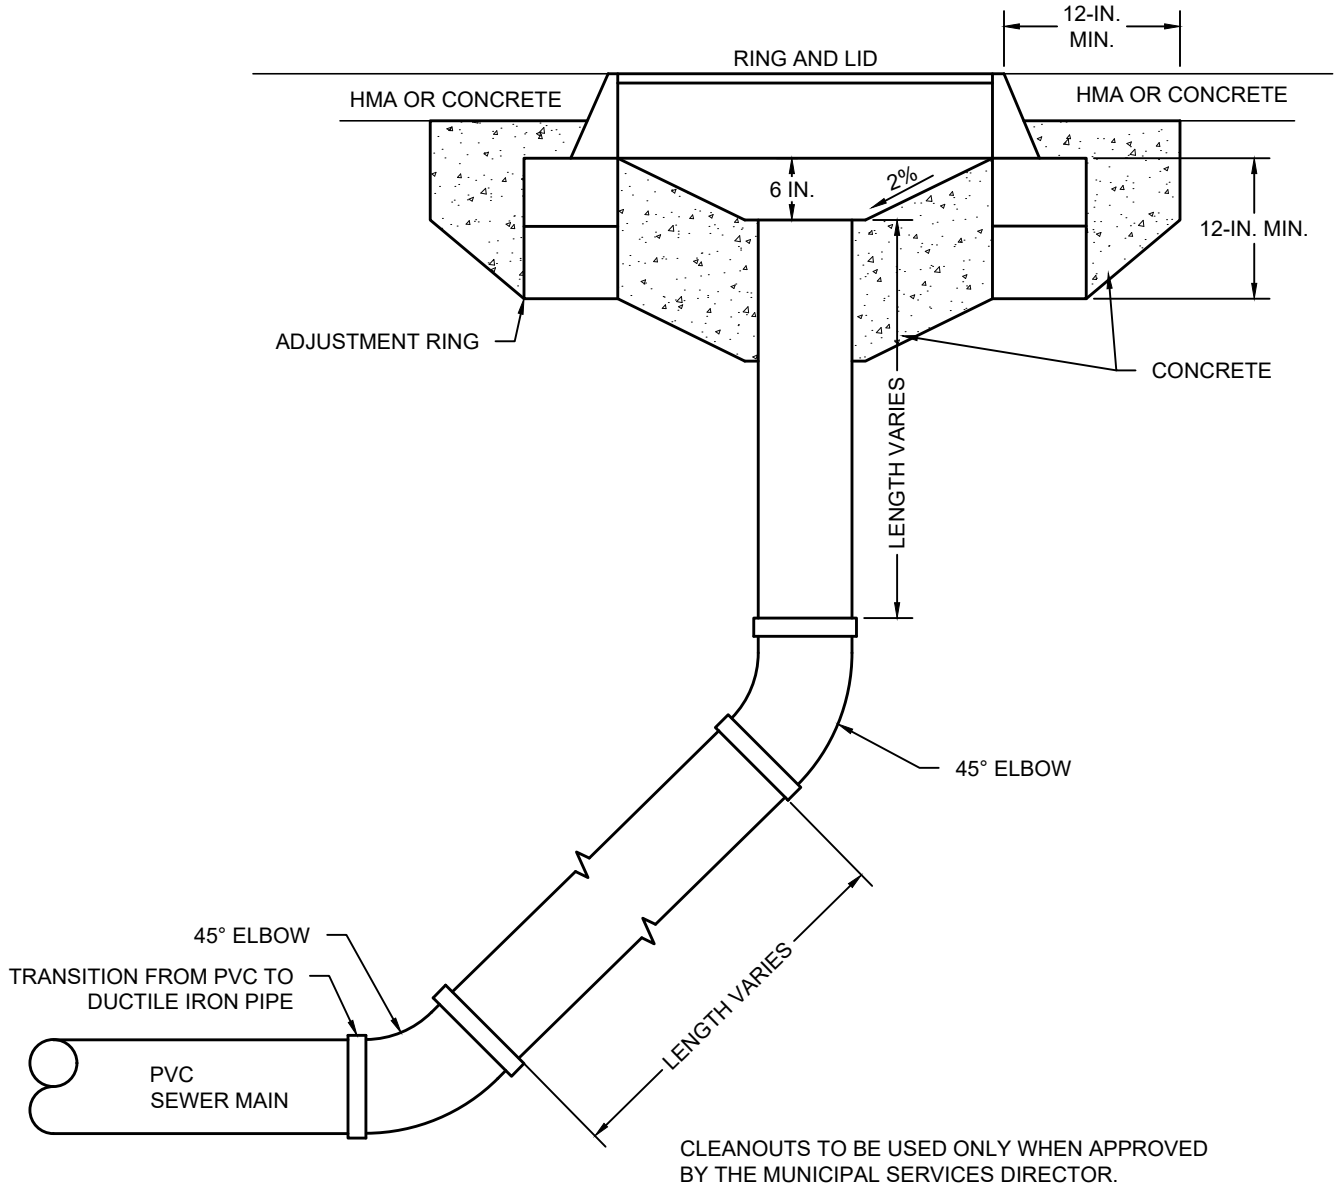 12-IN.
MIN.
RING AND LID
HMA OR CONCRETE
HMA OR CONCRETE
6 IN.
2%
12-IN. MIN.
ADJUSTMENT RING
CONCRETE
LENGTH VARIES
45° ELBOW
45° ELBOW
TRANSITION FROM PVC TO
DUCTILE IRON PIPE
LENGTH VARIES
PVC
SEWER MAIN
CLEANOUTS TO BE USED ONLY WHEN APPROVED
BY THE MUNICIPAL SERVICES DIRECTOR.